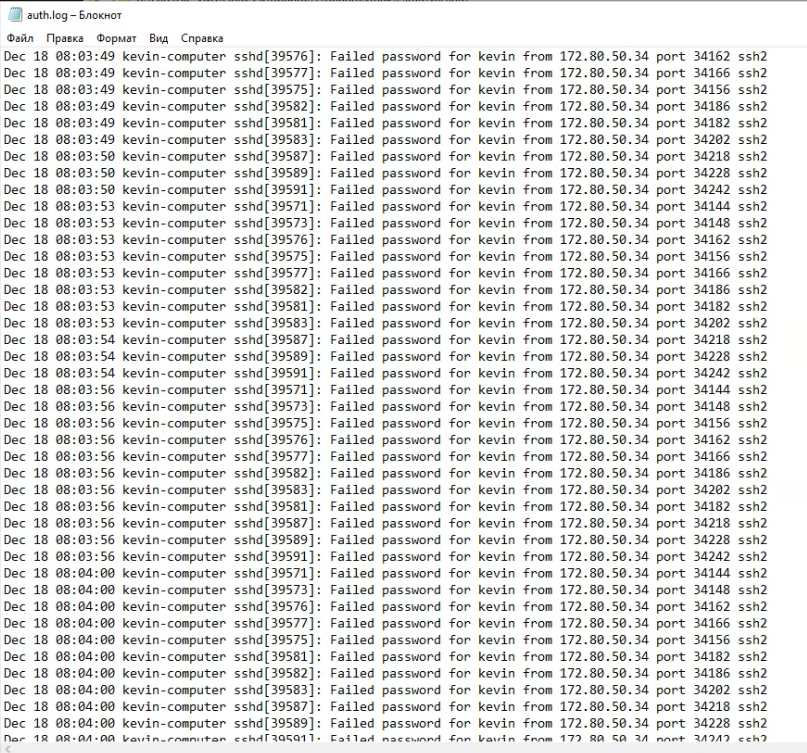 auth.log – Блокнот
Файл Правка Формат Вид Справка
Dec 18 08:03:49 kevin-computer sshd[39576]: Failed password for kevin from 172.80.50.34 port 34162 ssh2
Dec 18 08:03:49 kevin-computer sshd[39577]: Failed password for kevin from 172.80.50.34 port 34166 ssh2
Dec 18 08:03:49 kevin-computer sshd[39575]: Failed password for kevin from 172.80.50.34 port 34156 ssh2
Dec 18 08:03:49 kevin-computer sshd[39582]: Failed password for kevin from 172.80.50.34 port 34186 ssh2
Dec 18 08:03:49 kevin-computer sshd[39581]: Failed password for kevin from 172.80.50.34 port 34182 ssh2
Dec 18 08:03:49 kevin-computer sshd[39583]: Failed password for kevin from 172.80.50.34 port 34202 ssh2
Dec 18 08:03:50 kevin-computer sshd[39587]: Failed password for kevin from 172.80.50.34 port 34218 ssh2
Dec 18 08:03:50 kevin-computer sshd[39589]: Failed password for kevin from 172.80.50.34 port 34228 ssh2
Dec 18 08:03:50 kevin-computer sshd[39591]: Failed password for kevin from 172.80.50.34 port 34242 ssh2
Dec 18 08:03:53 kevin-computer sshd[39571]: Failed password for kevin from 172.80.50.34 port 34144 ssh2
Dec 18 08:03:53 kevin-computer sshd[39573]: Failed password for kevin from 172.80.50.34 port 34148 ssh2
Dec 18 08:03:53 kevin-computer sshd[39576]: Failed password for kevin from 172.80.50.34 port 34162 ssh2
Dec 18 08:03:53 kevin-computer sshd[39575]: Failed password for kevin from 172.80.50.34 port 34156 ssh2
Dec 18 08:03:53 kevin-computer sshd[39577]: Failed password for kevin from 172.80.50.34 port 34166 ssh2
Dec 18 08:03:53 kevin-computer sshd[39582]: Failed password for kevin from 172.80.50.34 port 34186 ssh2
Dec 18 08:03:53 kevin-computer sshd[39581]: Failed password for kevin from 172.80.50.34 port 34182 ssh2
Dec 18 08:03:53 kevin-computer sshd[39583]: Failed password for kevin from 172.80.50.34 port 34202 ssh2
Dec 18 08:03:54 kevin-computer sshd[39587]: Failed password for kevin from 172.80.50.34 port 34218 ssh2
Dec 18 08:03:54 kevin-computer sshd[39589]: Failed password for kevin from 172.80.50.34 port 34228 ssh2
Dec 18 08:03:54 kevin-computer sshd[39591]: Failed password for kevin from 172.80.50.34 port 34242 ssh2
Dec 18 08:03:56 kevin-computer sshd[39571]: Failed password for kevin from 172.80.50.34 port 34144 ssh2
Dec 18 08:03:56 kevin-computer sshd[39573]: Failed password for kevin from 172.80.50.34 port 34148 ssh2
Dec 18 08:03:56 kevin-computer sshd[39575]: Failed password for kevin from 172.80.50.34 port 34156 ssh2
Dec 18 08:03:56 kevin-computer sshd[39576]: Failed password for kevin from 172.80.50.34 port 34162 ssh2
Dec 18 08:03:56 kevin-computer sshd[39577]: Failed password for kevin from 172.80.50.34 port 34166 ssh2
Dec 18 08:03:56 kevin-computer sshd[39582]: Failed password for kevin from 172.80.50.34 port 34186 ssh2
Dec 18 08:03:56 kevin-computer sshd[39583]: Failed password for kevin from 172.80.50.34 port 34202 ssh2
Dec 18 08:03:56 kevin-computer sshd[39581]: Failed password for kevin from 172.80.50.34 port 34182 ssh2
Dec 18 08:03:56 kevin-computer sshd[39587]: Failed password for kevin from 172.80.50.34 port 34218 ssh2
Dec 18 08:03:56 kevin-computer sshd[39589]: Failed password for kevin from 172.80.50.34 port 34228 ssh2
Dec 18 08:03:56 kevin-computer sshd[39591]: Failed password for kevin from 172.80.50.34 port 34242 ssh2
Dec 18 08:04:00 kevin-computer sshd[39571]: Failed password for kevin from 172.80.50.34 port 34144 ssh2
Dec 18 08:04:00 kevin-computer sshd[39573]: Failed password for kevin from 172.80.50.34 port 34148 ssh2
Dec 18 08:04:00 kevin-computer sshd[39576]: Failed password for kevin from 172.80.50.34 port 34162 ssh2
Dec 18 08:04:00 kevin-computer sshd[39577]: Failed password for kevin from 172.80.50.34 port 34166 ssh2
Dec 18 08:04:00 kevin-computer sshd[39575]: Failed password for kevin from 172.80.50.34 port 34156 ssh2
Dec 18 08:04:00 kevin-computer sshd[39581]: Failed password for kevin from 172.80.50.34 port 34182 ssh2
Dec 18 08:04:00 kevin-computer sshd[39582]: Failed password for kevin from 172.80.50.34 port 34186 ssh2
Dec 18 08:04:00 kevin-computer sshd[39583]: Failed password for kevin from 172.80.50.34 port 34202 ssh2
Dec 18 08:04:00 kevin-computer sshd[39587]: Failed password for kevin from 172.80.50.34 port 34218 ssh2
Dec 18 08:04:00 kevin-computer sshd[39589]: Failed password for kevin from 172.80.50.34 port 34228 ssh2
Dec 18 08:04:00 kevin-computer sshd[39591]: Failed password for kevin from 172.80.50.34 port 34242 ssh2